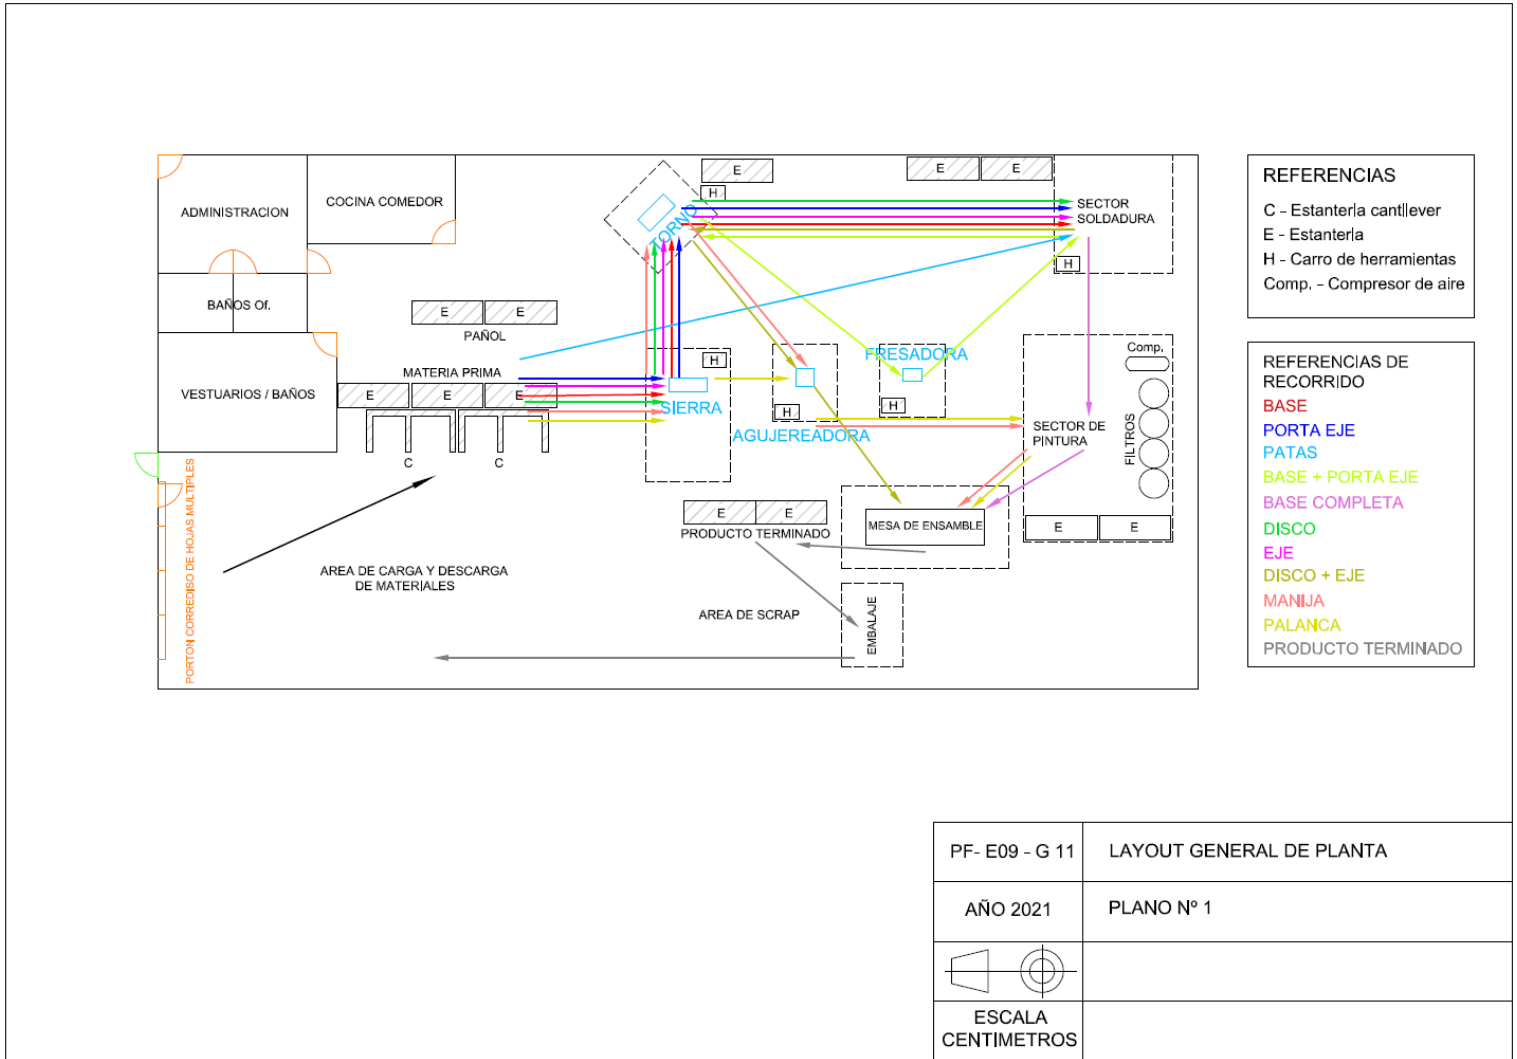 ADMINISTRACION
COCINA COMEDOR
BAÑOS Of.
VESTUARIOS / BAÑOS
E
E
PAÑOL
MATERIA PRIMA
E
E
E
C
C
PORTON CORREDISO DE HOJAS MULTIPLES
AREA DE CARGA Y DESCARGA
DE MATERIALES
TORNO
E
H
E
E
SECTOR
SOLDADURA
H
H
SIERRA
H
AGUJEREADORA
FRESADORA
H
Comp.
FILTROS
SECTOR DE
PINTURA
E
E
E
E
PRODUCTO TERMINADO
MESA DE ENSAMBLE
AREA DE SCRAP
EMBALAJE
REFERENCIAS
C - Estantería cantilever
E - Estantería
H - Carro de herramientas
Comp. - Compresor de aire
REFERENCIAS DE
RECORRIDO
BASE
PORTA EJE
PATAS
BASE + PORTA EJE
BASE COMPLETA
DISCO
EJE
DISCO + EJE
MANIJA
PALANCA
PRODUCTO TERMINADO
PF- E09 - G 11
LAYOUT GENERAL DE PLANTA
AÑO 2021
PLANO Nº 1
ESCALA
CENTIMETROS